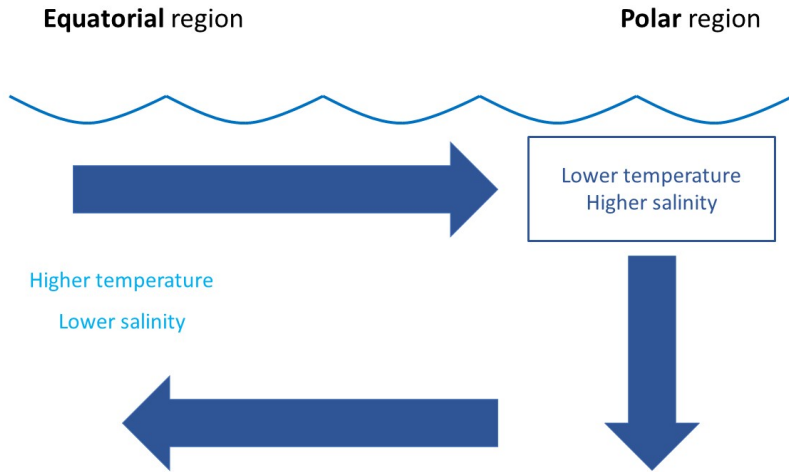 Equatorial region
Polar region
Lower temperature
Higher salinity
Higher temperature
Lower salinity